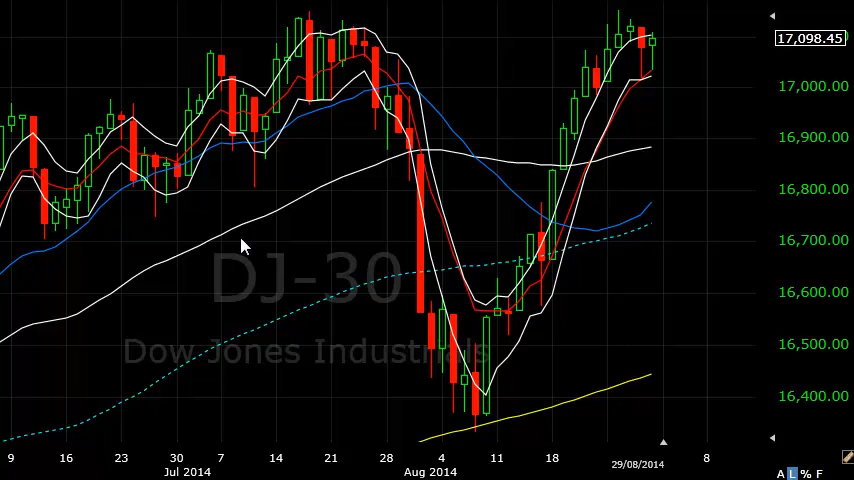 17,098.45
17,000.00
16,900.00
16,800.00
16,700.00
DJ-30
16,600.00
Dow Jones Industrials
16,500.00
16,400.00
9 16 23 30 7 14 21 28 4 11 18 8
Jul 2014 Aug 2014 29/08/2014
A L % F